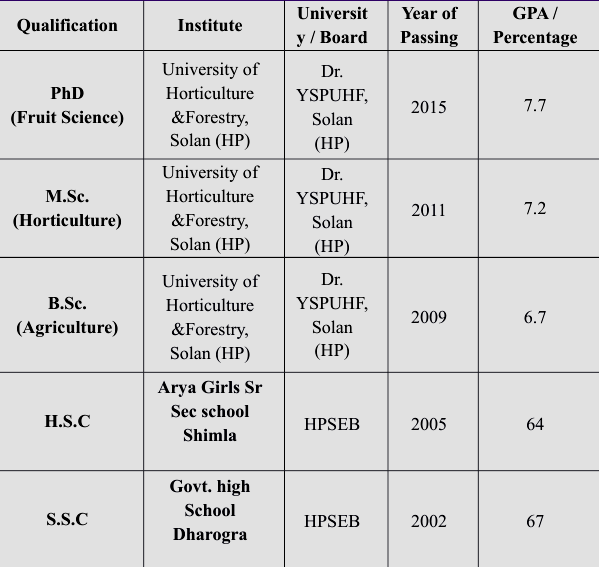 Qualification
Institute
Universit
y / Board
Year of
Passing
GPA /
Percentage
PhD
(Fruit Science)
University of
Horticulture
&Forestry,
Solan (HP)
Dr.
YSPUHF,
Solan
(HP)
2015
7.7
M.Sc.
(Horticulture)
University of
Horticulture
&Forestry,
Solan (HP)
Dr.
YSPUHF,
Solan
(HP)
2011
7.2
B.Sc.
(Agriculture)
University of
Horticulture
&Forestry,
Solan (HP)
Dr.
YSPUHF,
Solan
(HP)
2009
6.7
H.S.C
Arya Girls Sr
Sec school
Shimla
HPSEB
2005
64
S.S.C
Govt. high
School
Dharogra
HPSEB
2002
67